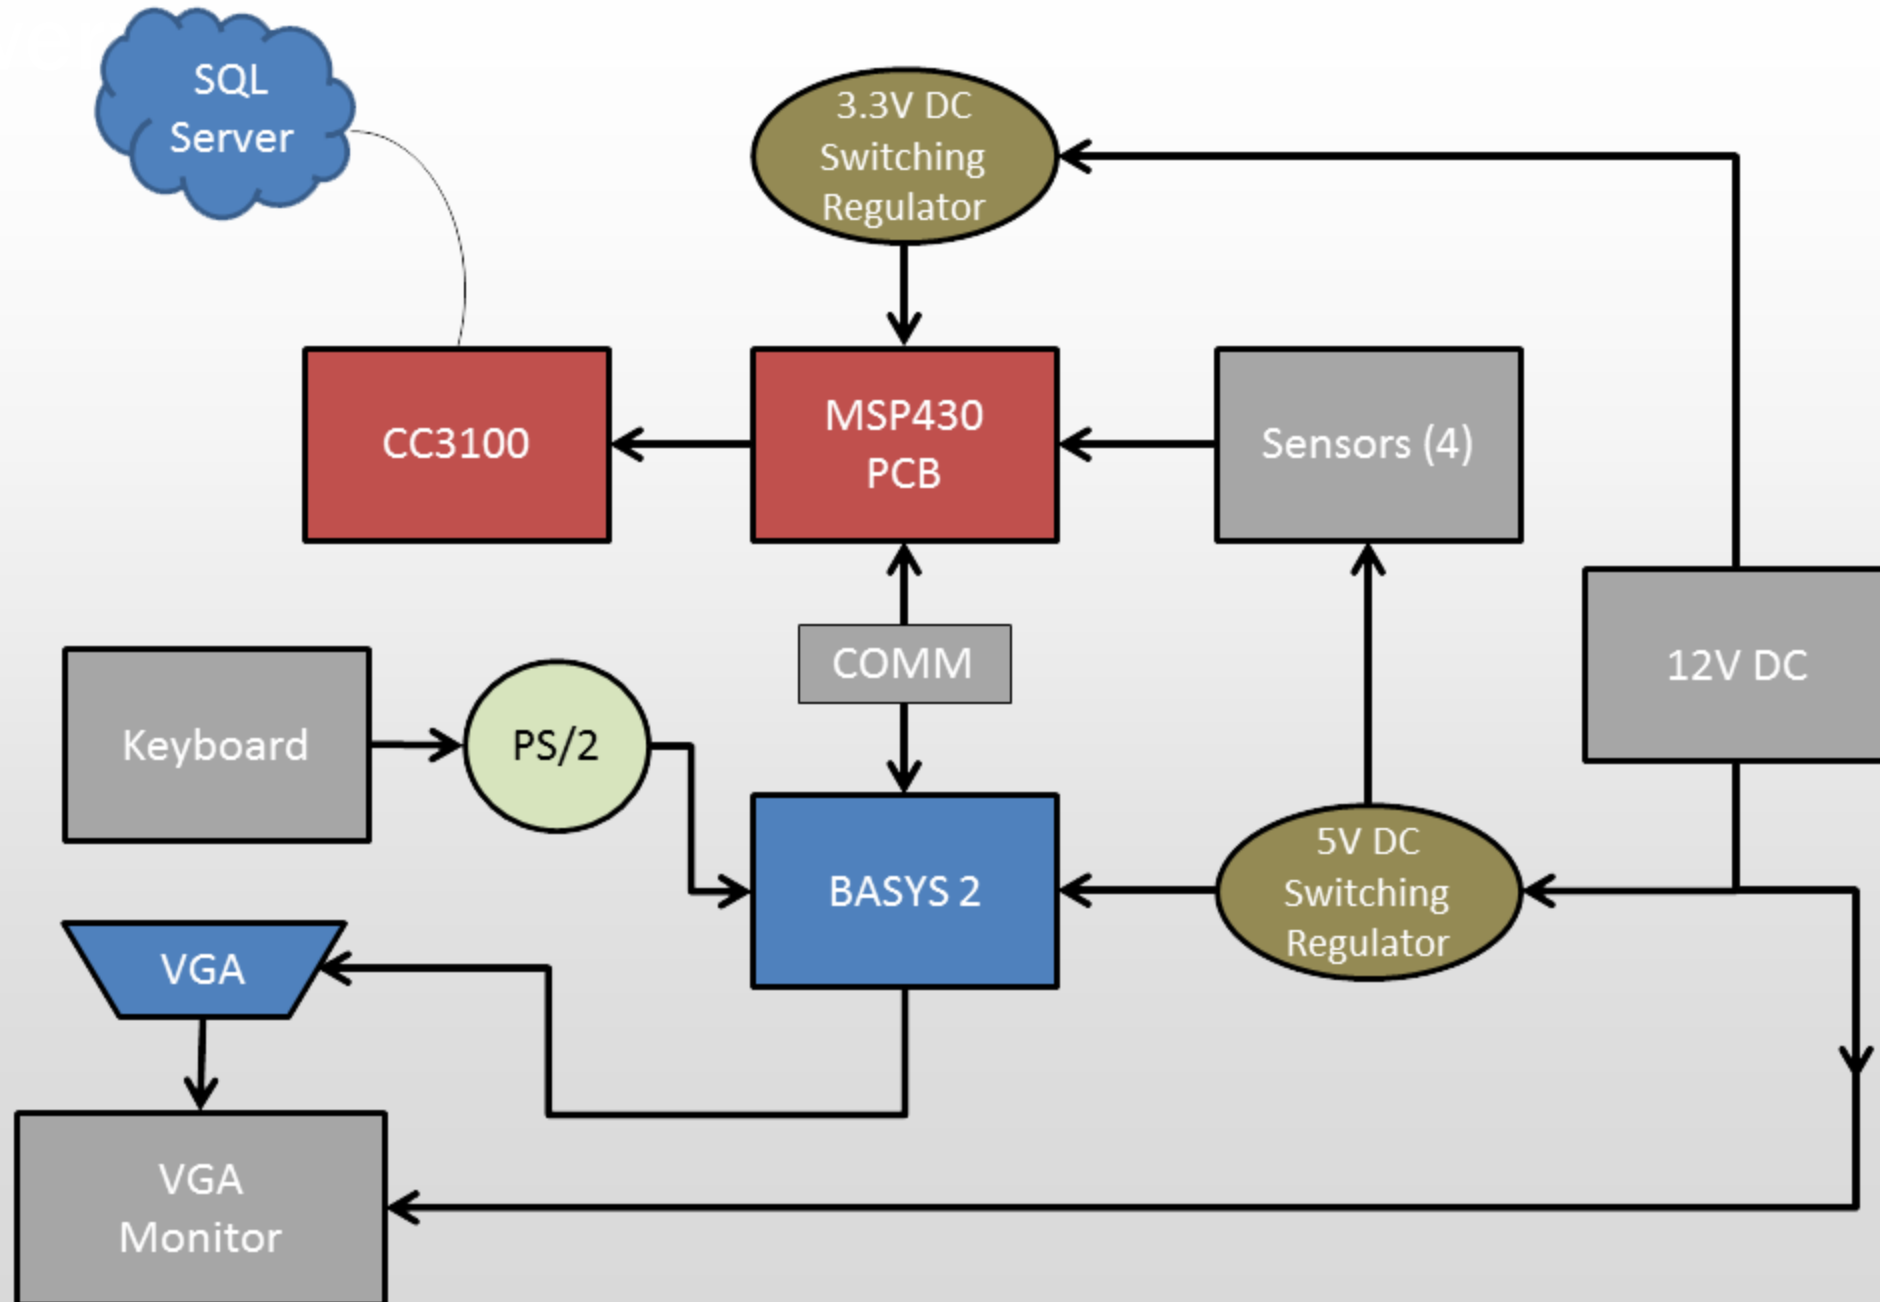 SQL
Server
3.3V DC
Switching
Regulator
CC3100
MSP430
PCB
Sensors (4)
COMM
12V DC
Keyboard
PS/2
BASYS 2
5V DC
Switching
Regulator
VGA
VGA
Monitor